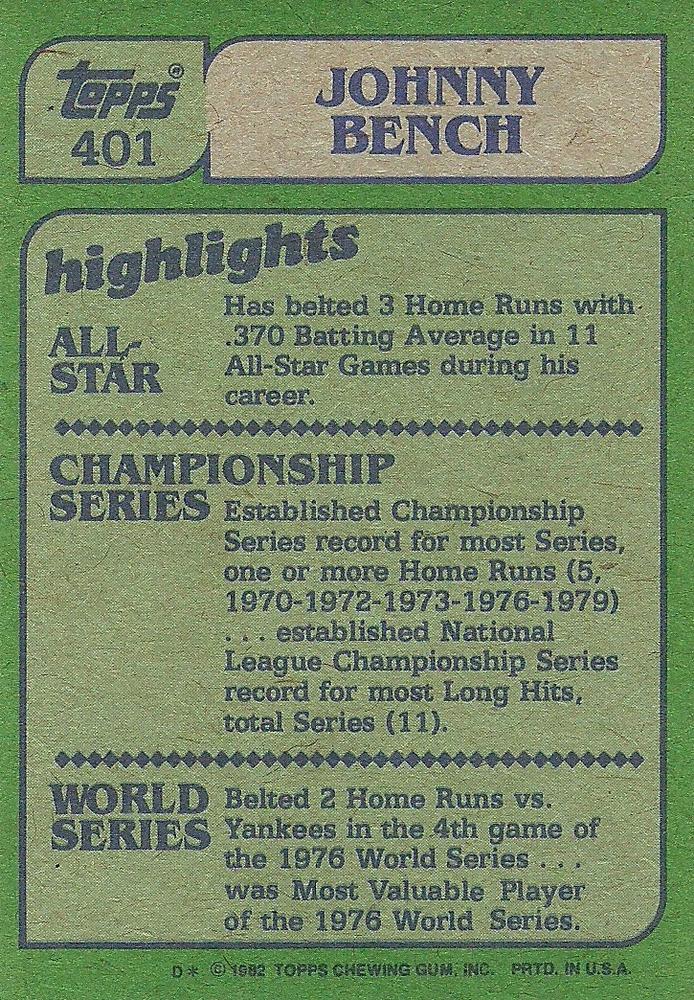 topps®
401
JOHNNY
BENCH
highlights
ALL-
STAR
Has belted 3 Home Runs with
.370 Batting Average in 11
All-Star Games during his
career.
CHAMPIONSHIP
SERIES
Established Championship
Series record for most Series,
one or more Home Runs (5,
1970-1972-1973-1976-1979)
. . . established National
League Championship Series
record for most Long Hits,
total Series (11).
WORLD
SERIES
Belted 2 Home Runs vs.
Yankees in the 4th game of
the 1976 World Series . . .
was Most Valuable Player
of the 1976 World Series.
D* © 1982 TOPPS CHEWING GUM, INC. PRTD. IN U.S.A.